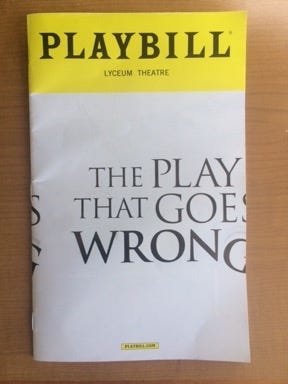 PLAYBILL®
LYCEUM THEATRE
THE PLAY
S THAT GOES
G WRONG
PLAYBILL.COM